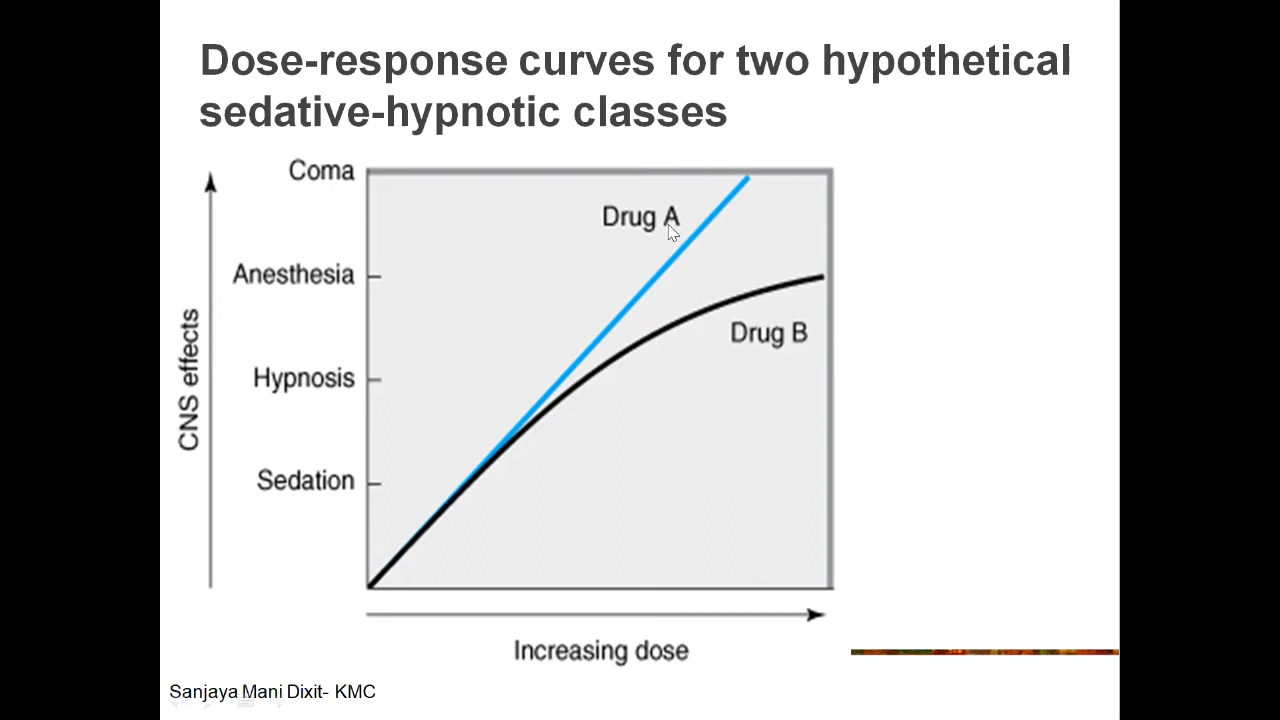 Dose-response curves for two hypothetical
sedative-hypnotic classes
Coma
Drug A
Anesthesia
Drug B
Hypnosis
CNS effects
Sedation
Increasing dose
Sanjaya Mani Dixit- KMC